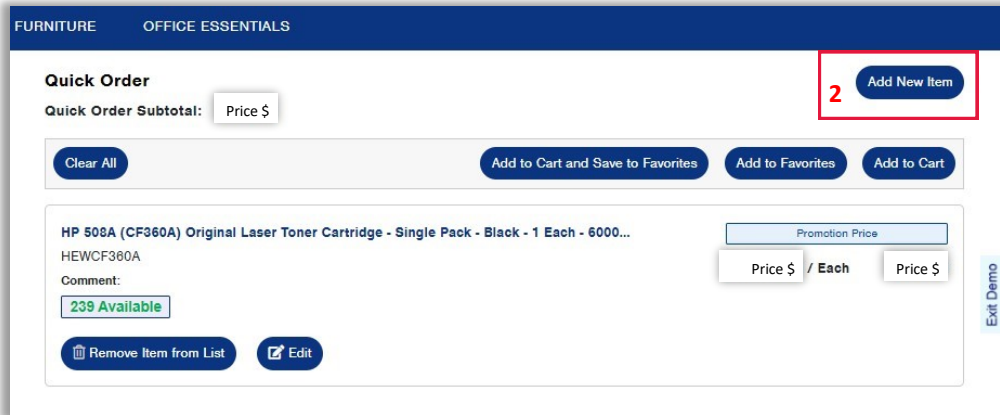 FURNITURE OFFICE ESSENTIALS
Quick Order
2 Add New Item
Quick Order Subtotal: Price $
Clear All Add to Cart and Save to Favorites Add to Favorites Add to Cart
HP 508A (CF360A) Original Laser Toner Cartridge - Single Pack - Black - 1 Each - 6000...
Promotion Price
HEWCF360A
Price $ / Each Price $
Comment:
239 Available
Remove Item from List Edit
Exit Demo